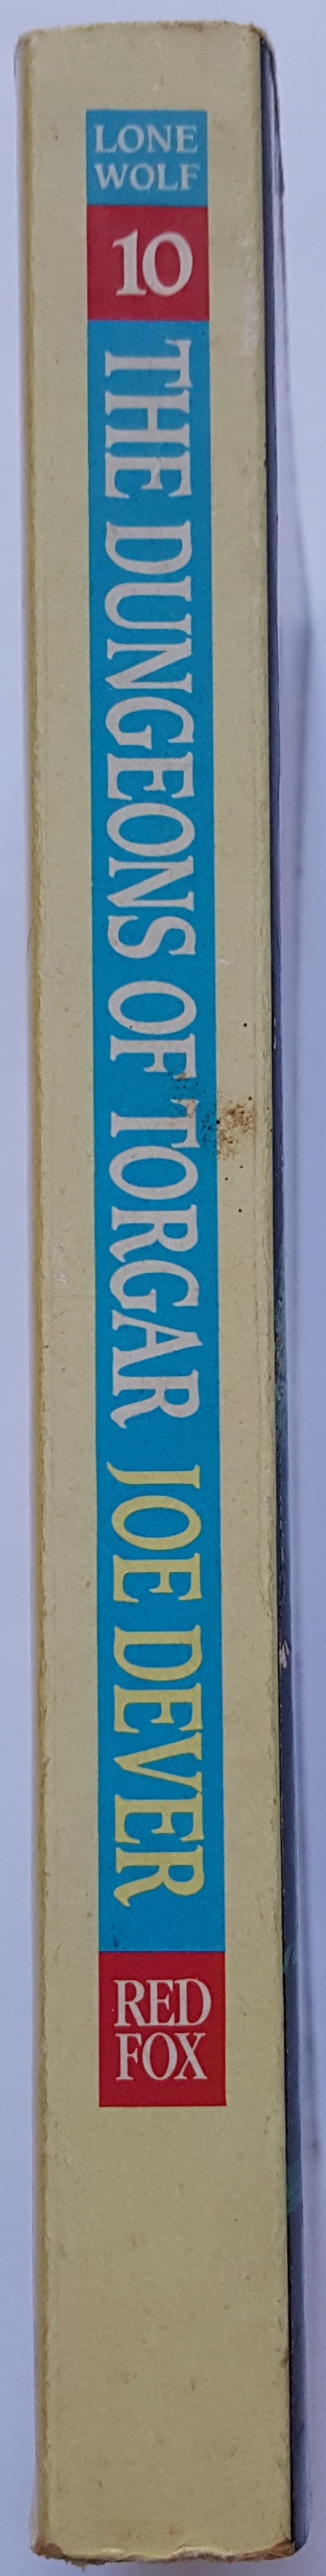 LONE
WOLF
10
THE DUNGEONS OF TORGAR JOE DEVER
RED
FOX